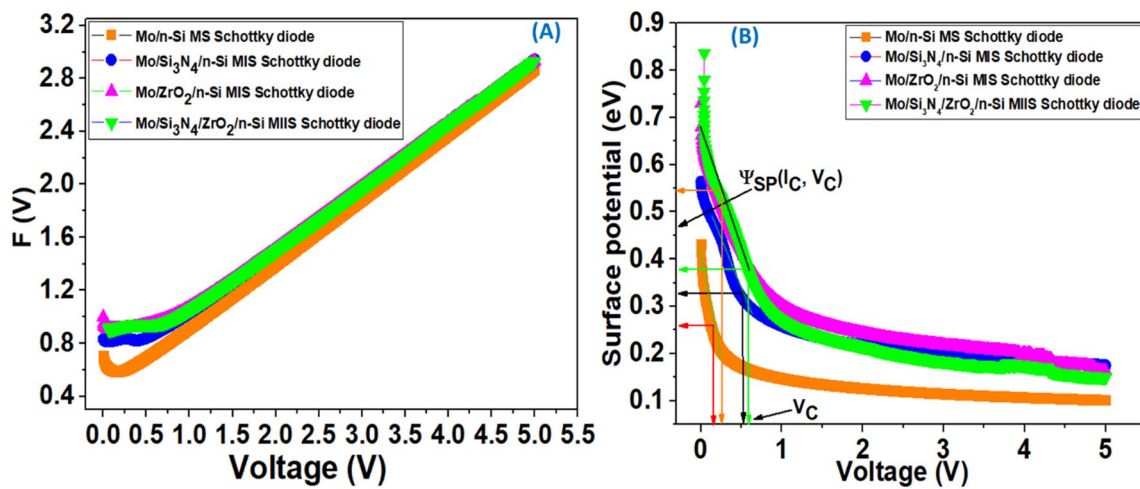 (A)
Mo/n-Si MS Schottky diode
Mo/Si₃N₄/n-Si MIS Schottky diode
Mo/ZrO₂/n-Si MIS Schottky diode
Mo/Si₃N₄/ZrO₂/n-Si MIIS Schottky diode
F (V)
3.2
2.8
2.4
2.0
1.6
1.2
0.8
0.4
0.0 0.5 1.0 1.5 2.0 2.5 3.0 3.5 4.0 4.5 5.0 5.5
Voltage (V)
(B)
Mo/n-Si MS Schottky diode
Mo/Si₃N₄/n-Si MIS Schottky diode
Mo/ZrO₂/n-Si MIS Schottky diode
Mo/Si₃N₄/ZrO₂/n-Si MIIS Schottky diode
Surface potential (eV)
0.9
0.8
0.7
0.6
0.5
0.4
0.3
0.2
0.1
Ψ_SP(I_C, V_C)
V_C
0 1 2 3 4 5
Voltage (V)